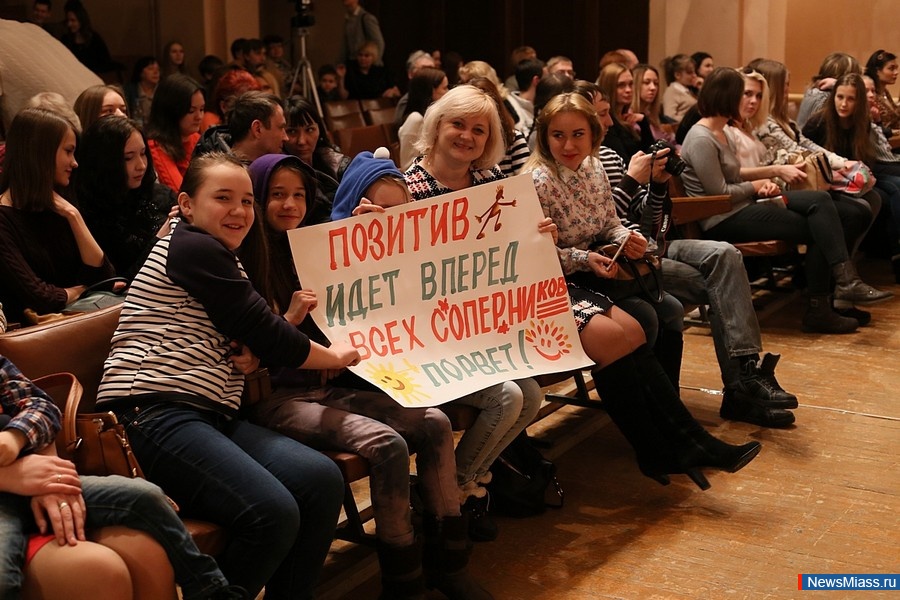 ПОЗИТИВ
ИДЕТ ВПЕРЕД
ВСЕХ СОПЕРНИКОВ
ПОРВЕТ!
NewsMiass.ru